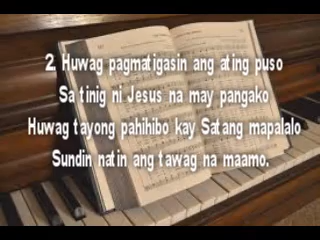 2. Huwag pagmatigasin ang ating puso
Sa tinig ni Jesus na may pangako
Huwag tayong pahihibo kay Satang mapalalo
Sundin natin ang tawag na maamo.